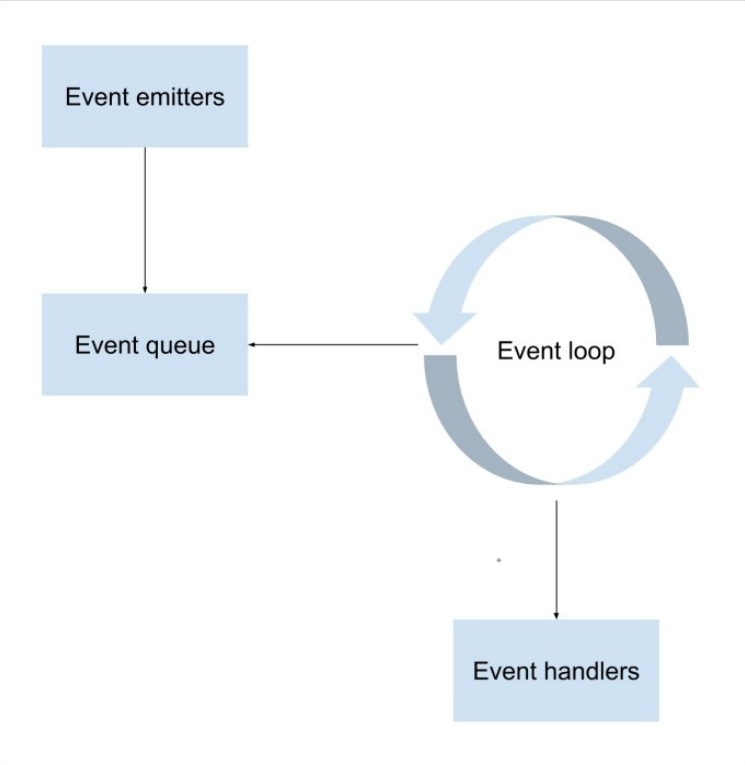 Event emitters
Event queue
Event loop
Event handlers